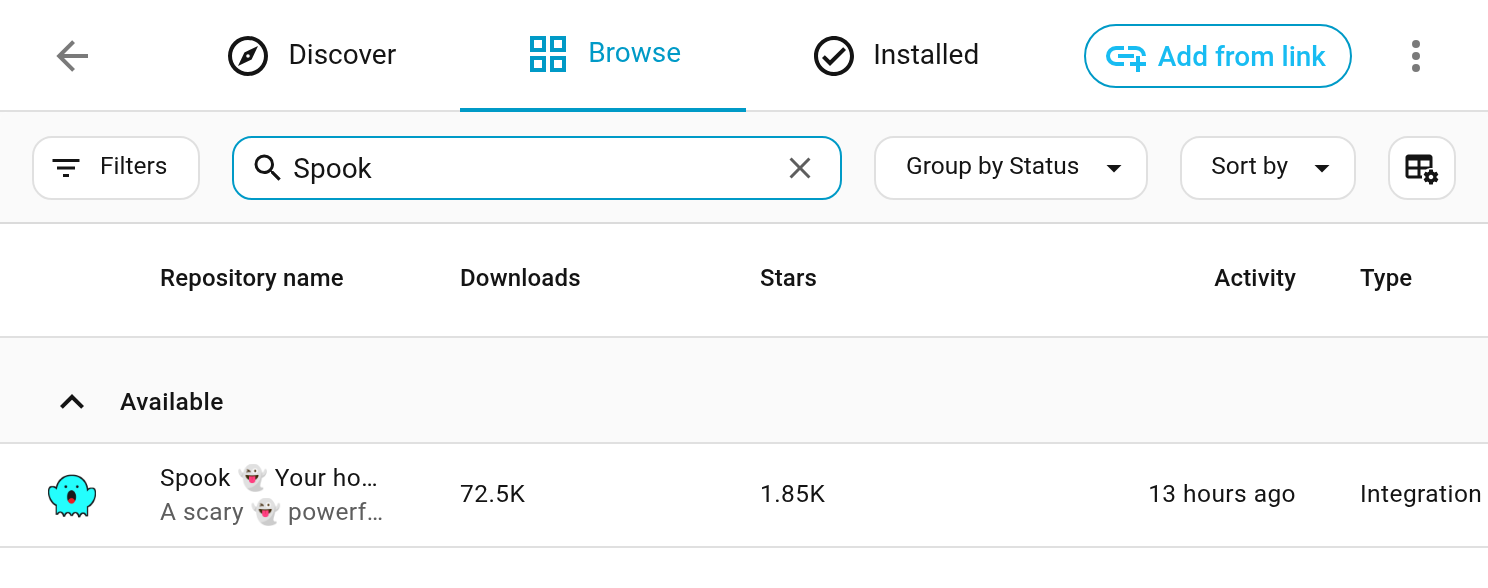 Discover Browse Installed Add from link
Filters Spook Group by Status Sort by
Repository name Downloads Stars Activity Type
Available
Spook 👻 Your ho…
A scary 👻 powerf…
72.5K 1.85K 13 hours ago Integration